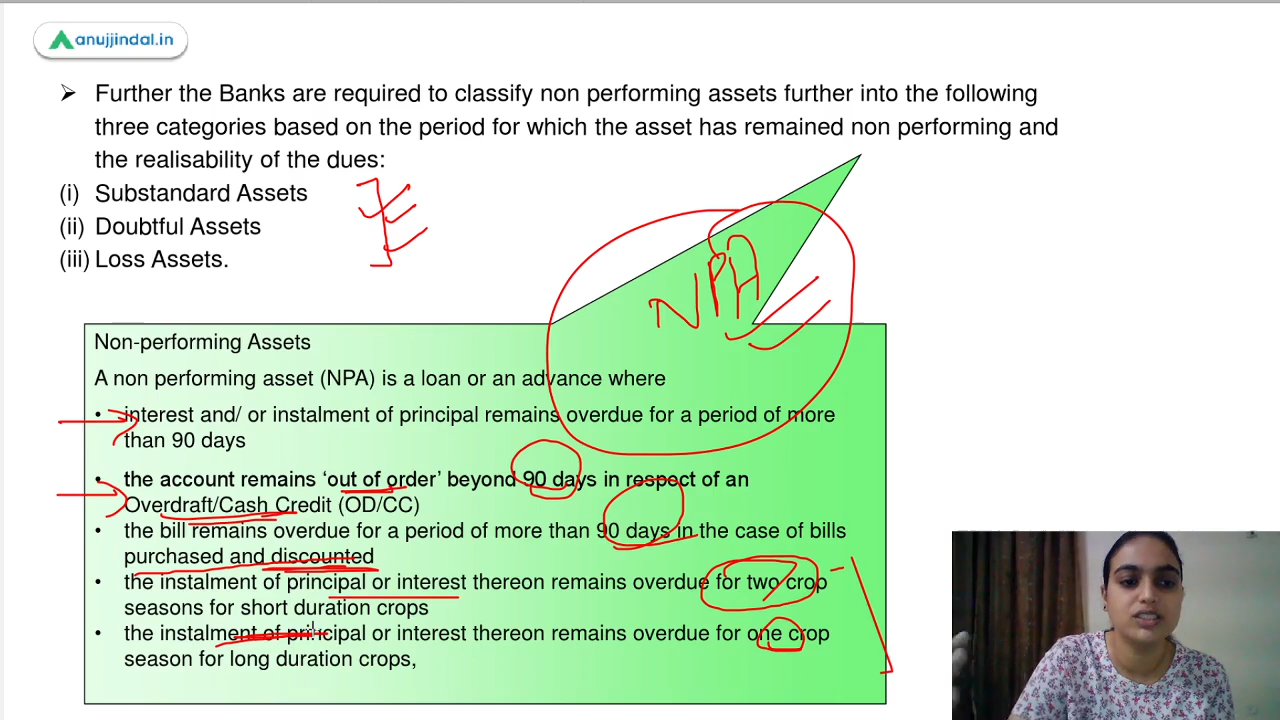 anujjindal.in
➢ Further the Banks are required to classify non performing assets further into the following
three categories based on the period for which the asset has remained non performing and
the realisability of the dues:
(i) Substandard Assets
(ii) Doubtful Assets
(iii) Loss Assets.
NPA
Non-performing Assets
A non performing asset (NPA) is a loan or an advance where
• interest and/ or instalment of principal remains overdue for a period of more
than 90 days
• the account remains ‘out of order’ beyond 90 days in respect of an
Overdraft/Cash Credit (OD/CC)
• the bill remains overdue for a period of more than 90 days in the case of bills
purchased and discounted
• the instalment of principal or interest thereon remains overdue for two crop
seasons for short duration crops
• the instalment of principal or interest thereon remains overdue for one crop
season for long duration crops,